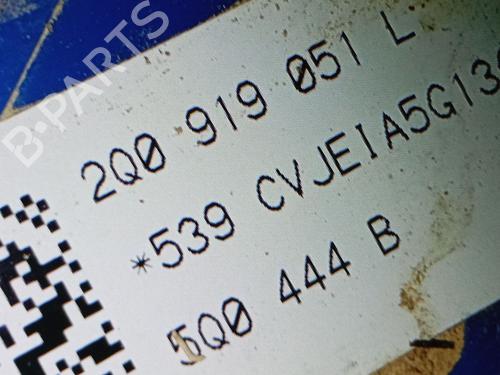 B-PARTS
2Q0 919 051 L
*539 CVJEIA5G13
5Q0 444 B